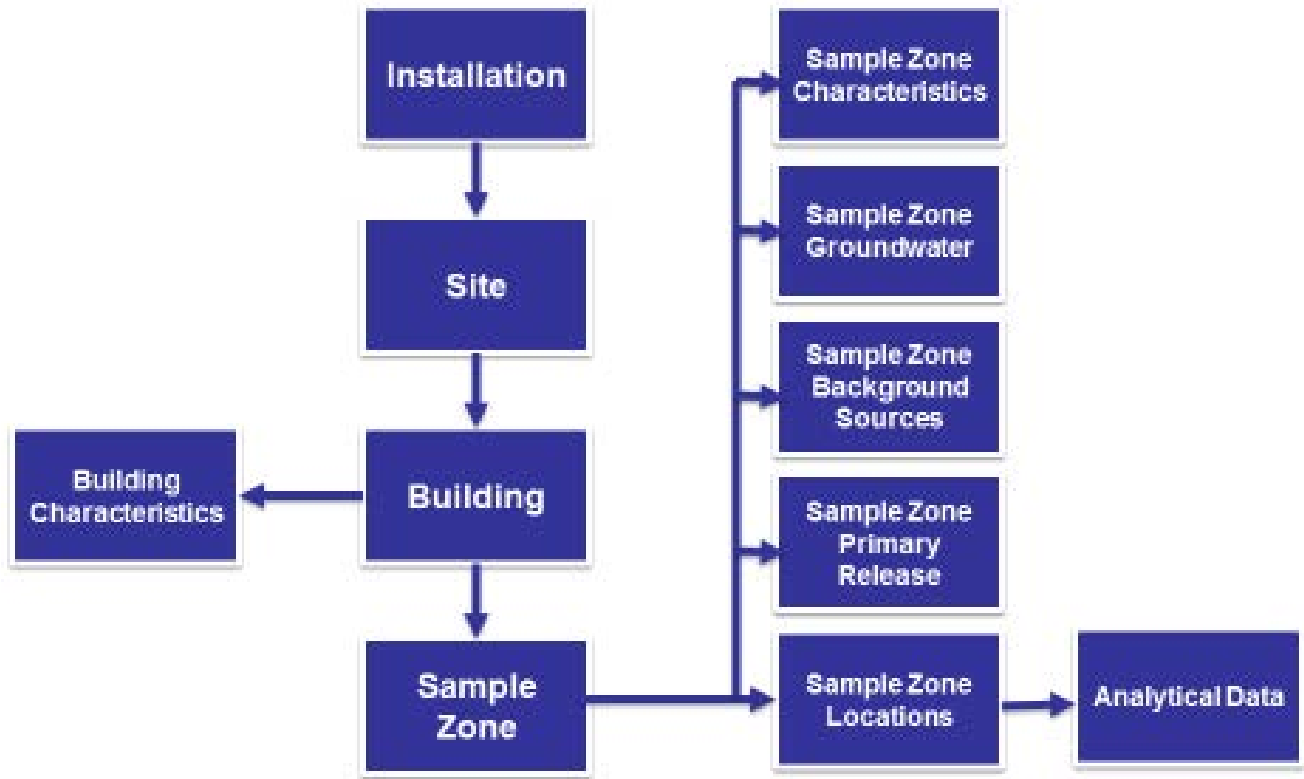 Installation
Site
Building
Characteristics
Building
Sample
Zone
Sample Zone
Characteristics
Sample Zone
Groundwater
Sample Zone
Background
Sources
Sample Zone
Primary
Release
Sample Zone
Locations
Analytical Data